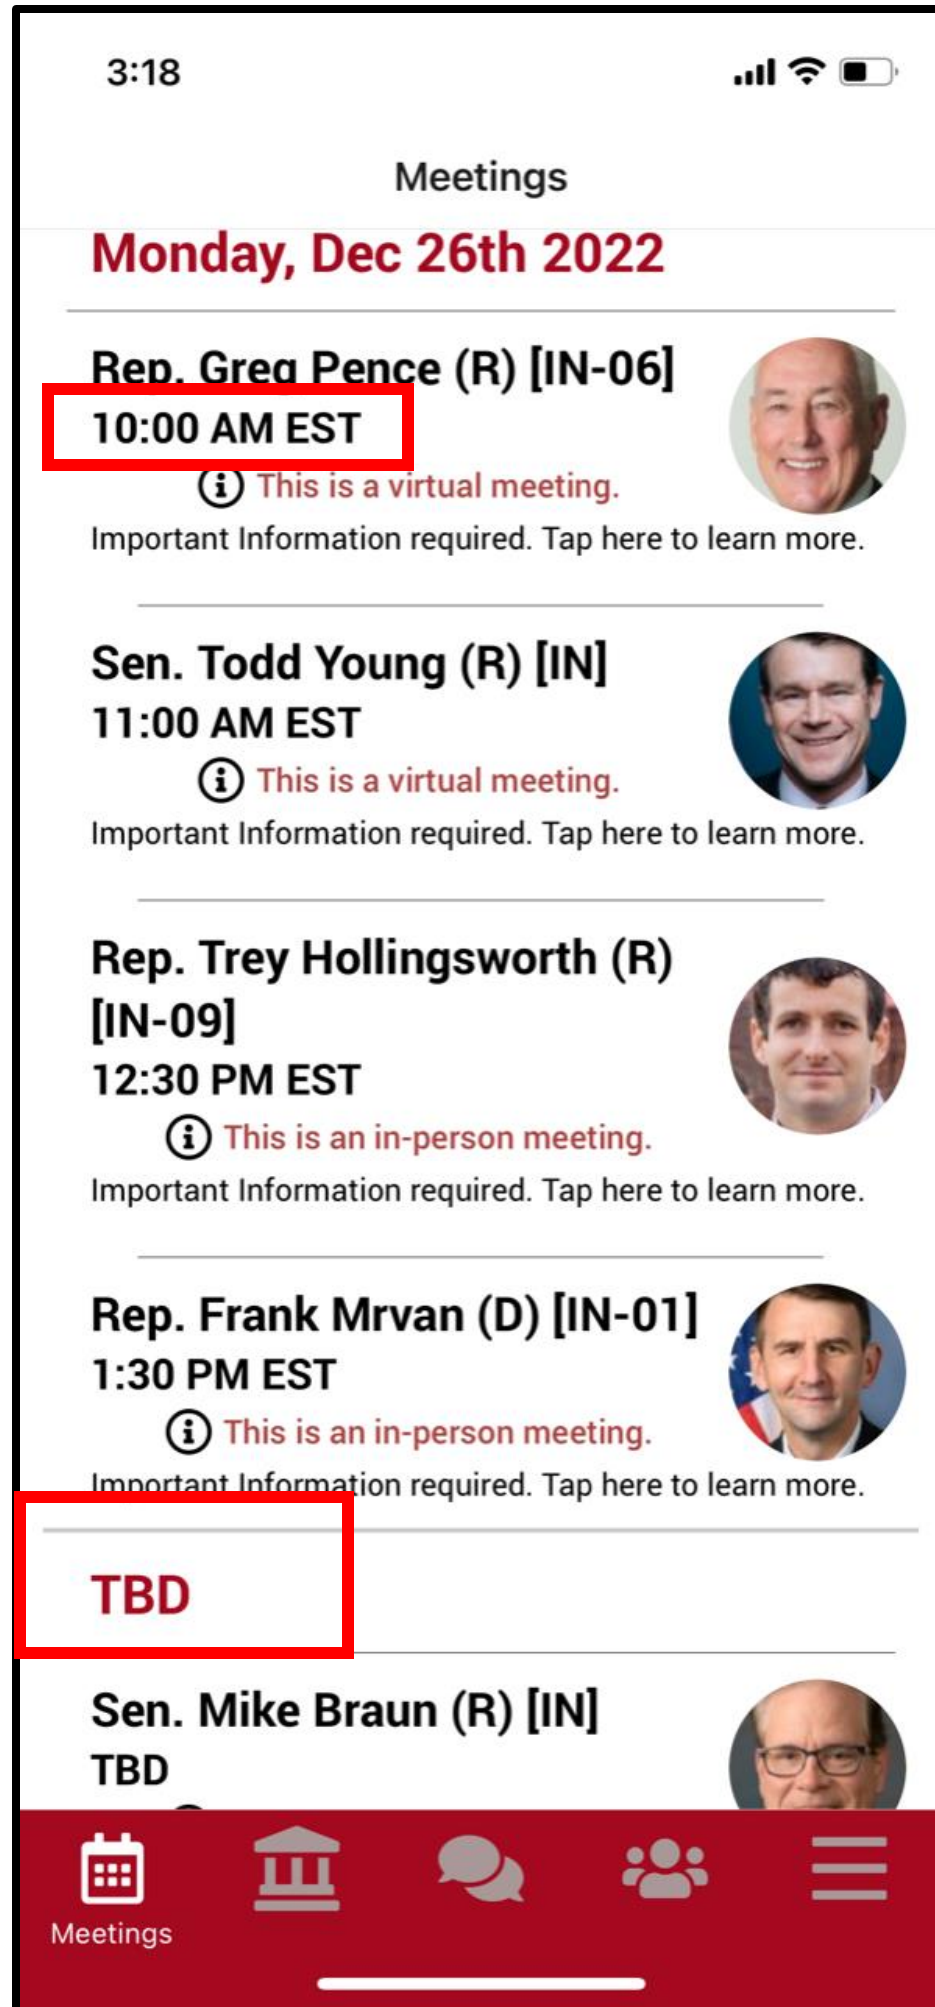 3:18
Meetings
Monday, Dec 26th 2022
Rep. Greg Pence (R) [IN-06]
10:00 AM EST
This is a virtual meeting.
Important Information required. Tap here to learn more.
Sen. Todd Young (R) [IN]
11:00 AM EST
This is a virtual meeting.
Important Information required. Tap here to learn more.
Rep. Trey Hollingsworth (R)
[IN-09]
12:30 PM EST
This is an in-person meeting.
Important Information required. Tap here to learn more.
Rep. Frank Mrvan (D) [IN-01]
1:30 PM EST
This is an in-person meeting.
Important Information required. Tap here to learn more.
TBD
Sen. Mike Braun (R) [IN]
TBD
Meetings